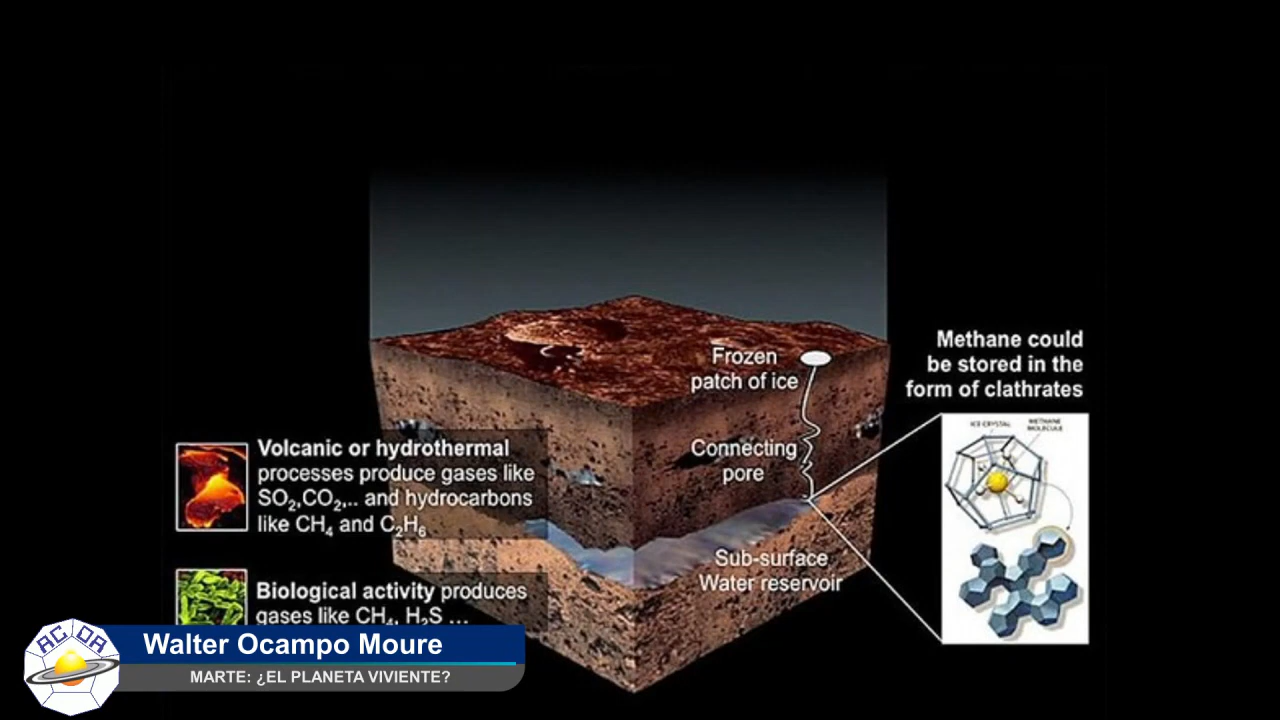 Methane could
be stored in the
form of clathrates
ICE CRYSTAL
METHANE
MOLECULE
Frozen
patch of ice
Connecting
pore
Sub-surface
Water reservoir
Volcanic or hydrothermal
processes produce gases like
SO₂,CO₂,.. and hydrocarbons
like CH₄ and C₂H₆
Biological activity produces
gases like CH₄, H₂S ...
ACDA
Walter Ocampo Moure
MARTE: ¿EL PLANETA VIVIENTE?